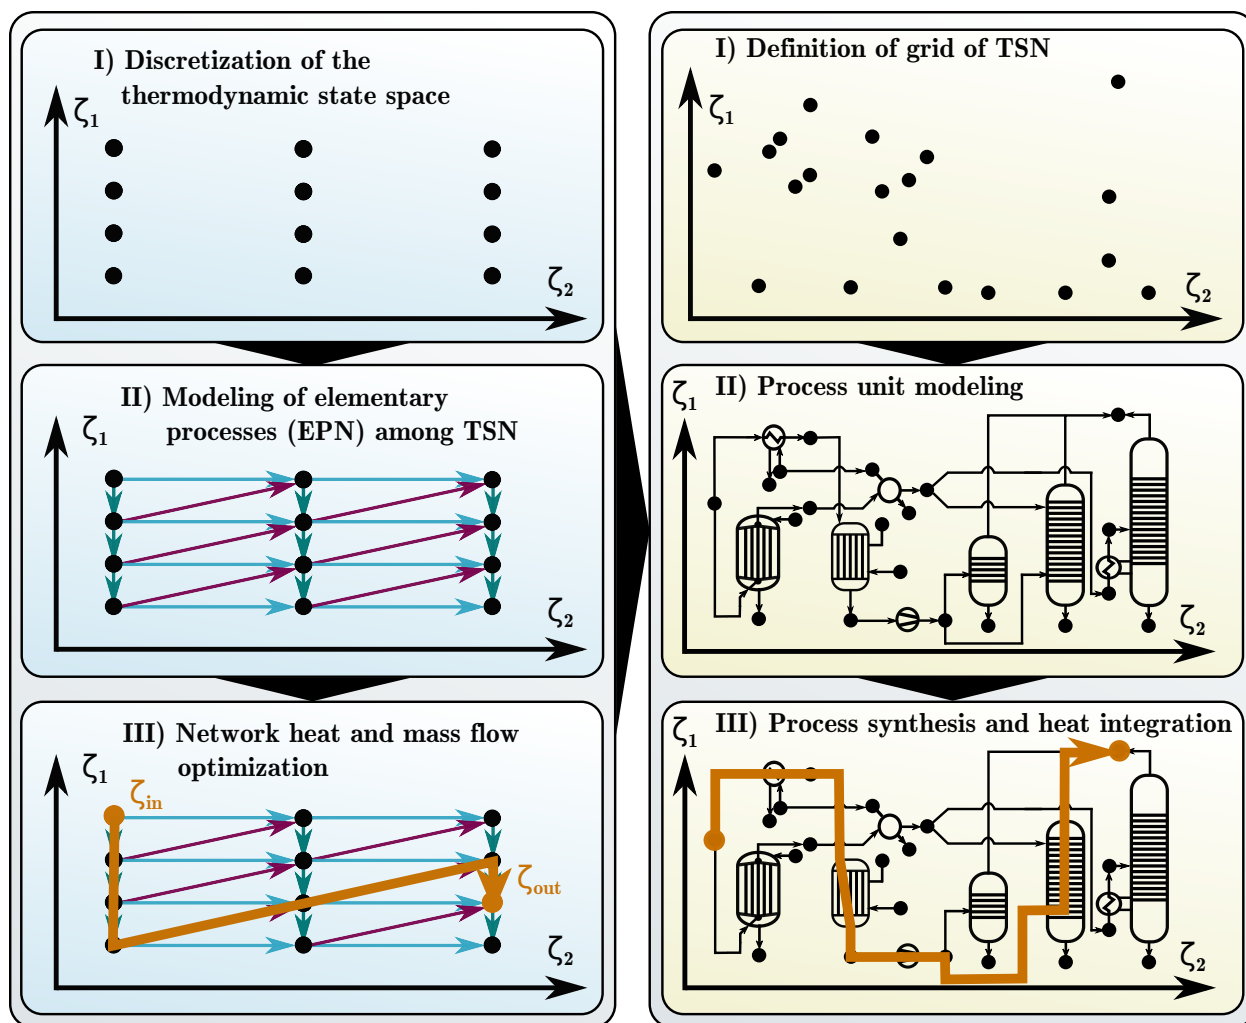 I) Discretization of the
thermodynamic state space
ζ1
ζ2
II) Modeling of elementary
processes (EPN) among TSN
ζ1
ζ2
III) Network heat and mass flow
optimization
ζ1
ζin
ζout
ζ2
I) Definition of grid of TSN
ζ1
ζ2
II) Process unit modeling
ζ1
ζ2
III) Process synthesis and heat integration
ζ1
ζ2